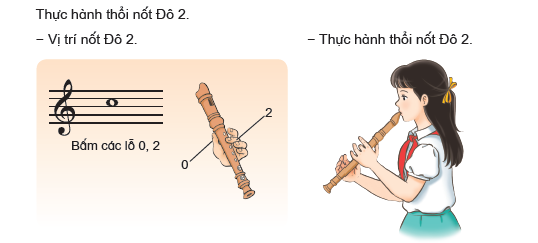 Thực hành thổi nốt Đô 2.
– Vị trí nốt Đô 2.
– Thực hành thổi nốt Đô 2.
Bấm các lỗ 0, 2
2
0